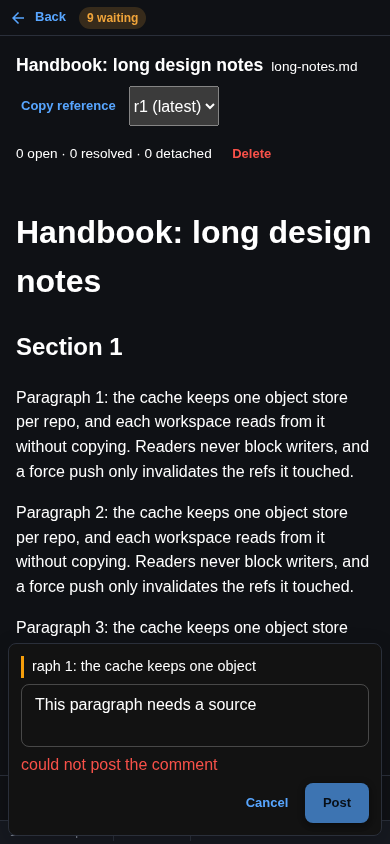 Back 9 waiting
Handbook: long design notes long-notes.md
Copy reference r1 (latest)
0 open · 0 resolved · 0 detached Delete
Handbook: long design
notes
Section 1
Paragraph 1: the cache keeps one object store
per repo, and each workspace reads from it
without copying. Readers never block writers, and
a force push only invalidates the refs it touched.
Paragraph 2: the cache keeps one object store
per repo, and each workspace reads from it
without copying. Readers never block writers, and
a force push only invalidates the refs it touched.
Paragraph 3: the cache keeps one object store
raph 1: the cache keeps one object
This paragraph needs a source
could not post the comment
Cancel Post